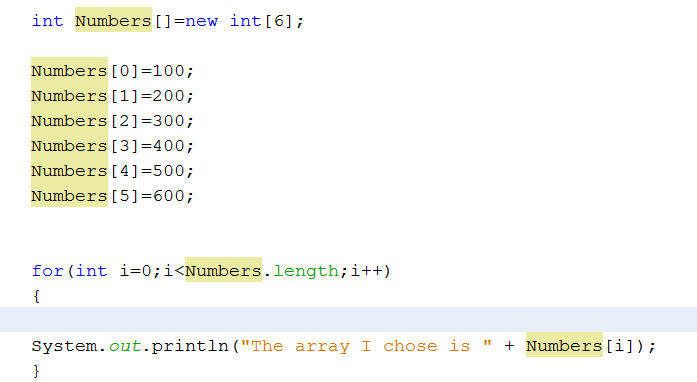 int Numbers[]=new int[6];
Numbers[0]=100;
Numbers[1]=200;
Numbers[2]=300;
Numbers[3]=400;
Numbers[4]=500;
Numbers[5]=600;
for(int i=0;i<Numbers.length;i++)
{
System.out.println("The array I chose is " + Numbers[i]);
}